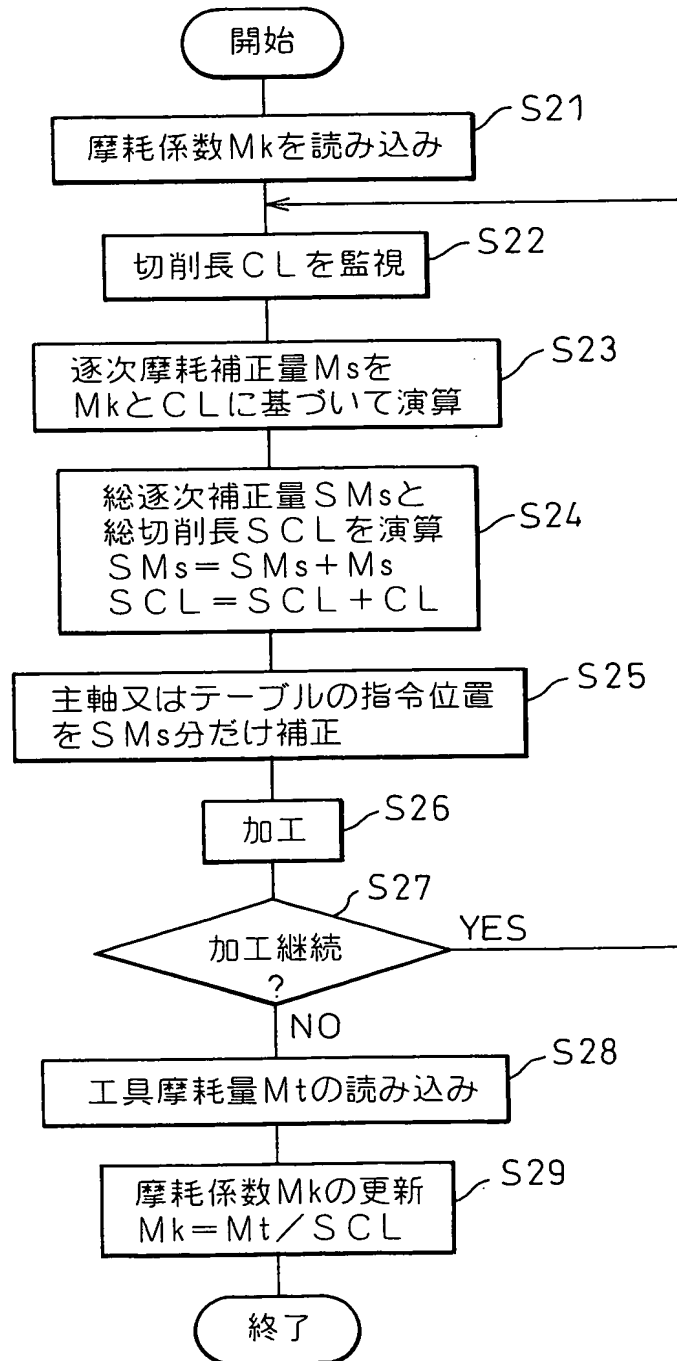 開始
S21
摩耗係数Mkを読み込み
S22
切削長CLを監視
S23
逐次摩耗補正量Msを
MkとCLに基づいて演算
S24
総逐次補正量SMsと
総切削長SCLを演算
SMs=SMs+Ms
SCL=SCL+CL
S25
主軸又はテーブルの指令位置
をSMs分だけ補正
S26
加工
S27
加工継続
?
YES
NO
S28
工具摩耗量Mtの読み込み
S29
摩耗係数Mkの更新
Mk=Mt/SCL
終了